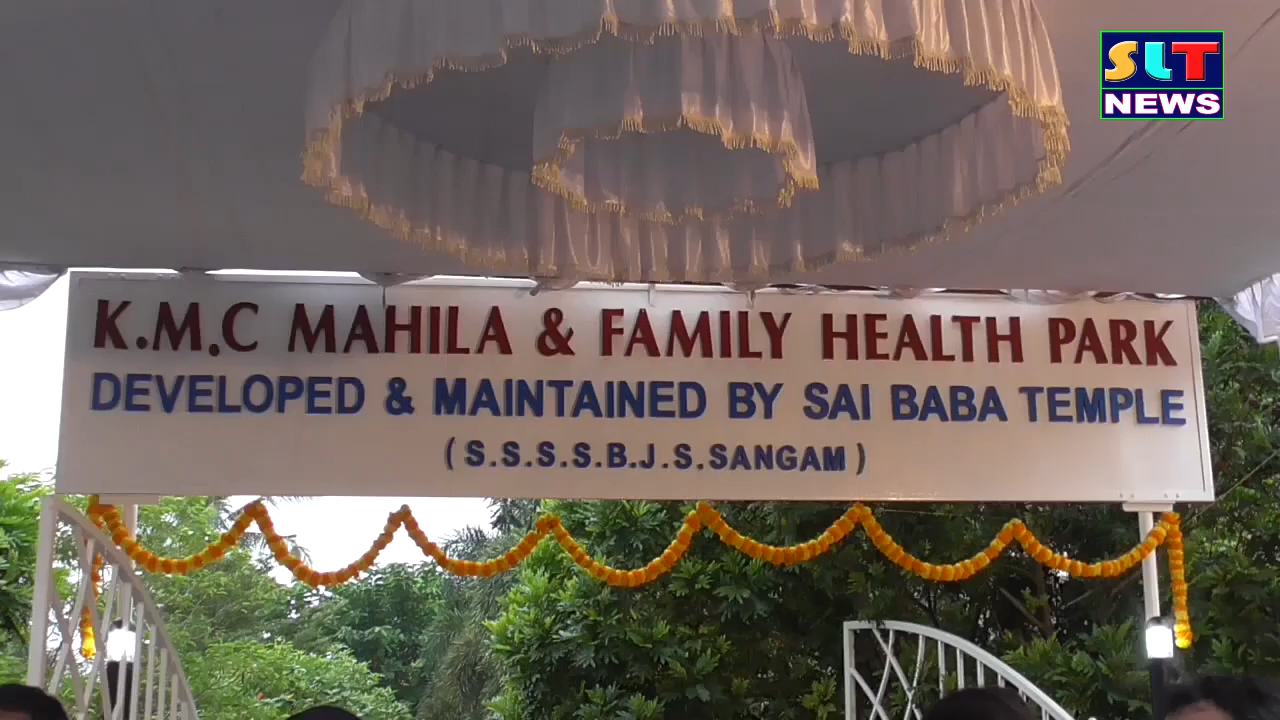 SLT
NEWS
K.M.C MAHILA & FAMILY HEALTH PARK
DEVELOPED & MAINTAINED BY SAI BABA TEMPLE
(S.S.S.S.B.J.S.SANGAM)